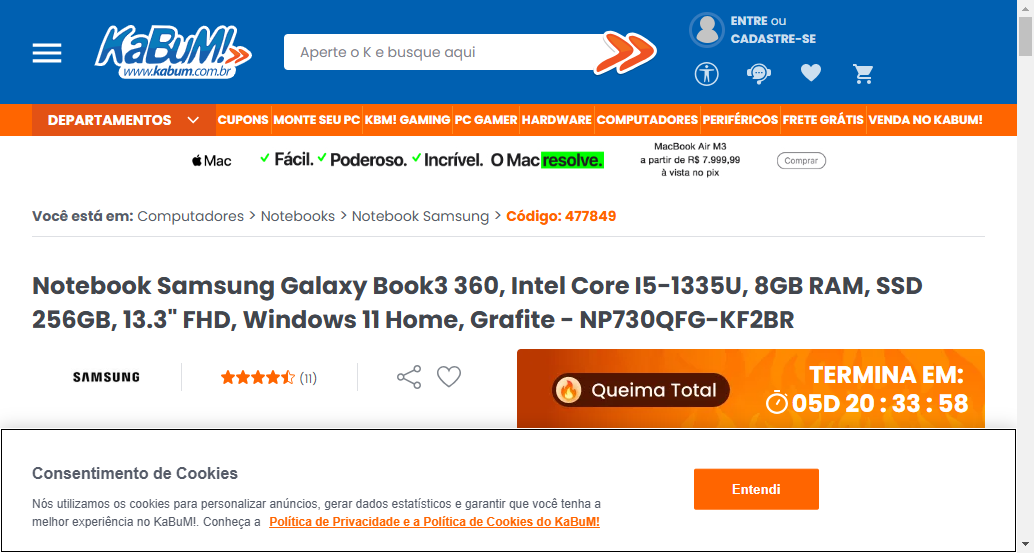 KaBuM!
www.kabum.com.br
Aperte o K e busque aqui
ENTRE ou
CADASTRE-SE
DEPARTAMENTOS
CUPONS MONTE SEU PC KBM! GAMING PC GAMER HARDWARE COMPUTADORES PERIFÉRICOS FRETE GRÁTIS VENDA NO KABUM!
Mac
Fácil. Poderoso. Incrível. O Mac resolve.
MacBook Air M3
a partir de R$ 7.999,99
à vista no pix
Comprar
Você está em: Computadores > Notebooks > Notebook Samsung > Código: 477849
Notebook Samsung Galaxy Book3 360, Intel Core I5-1335U, 8GB RAM, SSD
256GB, 13.3" FHD, Windows 11 Home, Grafite - NP730QFG-KF2BR
SAMSUNG
(11)
Queima Total
TERMINA EM:
05D 20 : 33 : 58
Consentimento de Cookies
Nós utilizamos os cookies para personalizar anúncios, gerar dados estatísticos e garantir que você tenha a
melhor experiência no KaBuM!. Conheça a Política de Privacidade e a Política de Cookies do KaBuM!
Entendi